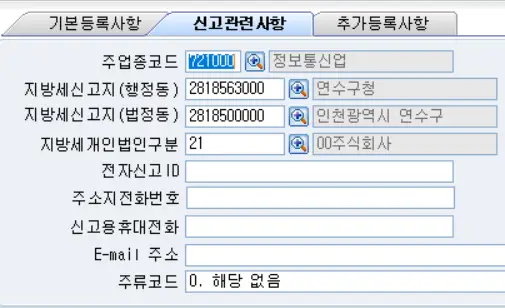 기본등록사항 신고관련사항 추가등록사항
주업종코드 721000 정보통신업
지방세신고지(행정동) 2818563000 연수구청
지방세신고지(법정동) 2818500000 인천광역시 연수구
지방세개인법인구분 21 00주식회사
전자신고ID
주소지전화번호
신고용휴대전화
E-mail 주소
주류코드 0. 해당 없음